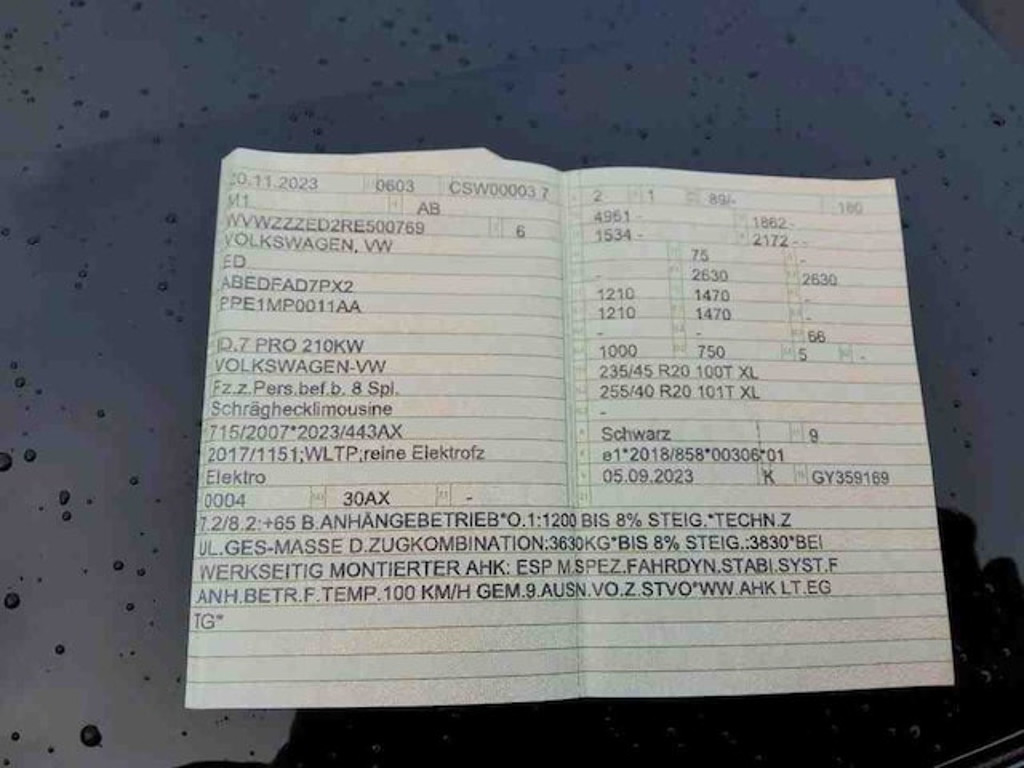 20.11.2023 0603 CSW00003 7
M1 AB
WVWZZZED2RE500769 6
VOLKSWAGEN, VW
ED
ABEDFAD7PX2
PPE1MP0011AA
ID.7 PRO 210KW
VOLKSWAGEN-VW
Fz.z.Pers.bef.b. 8 Spl.
Schräghecklimousine
715/2007*2023/443AX
2017/1151;WLTP;reine Elektrofz
Elektro
0004 30AX -
2 1 89/- 160
4961 - 1862 -
1534 - 2172 - -
75 -
- 2630 2630
1210 1470 -
1210 1470 -
- - 66
1000 750 5 -
235/45 R20 100T XL
255/40 R20 101T XL
-
Schwarz 9
e1*2018/858*00306*01
05.09.2023 K GY359169
7.2/8.2:+65 B.ANHÄNGEBETRIEB*O.1:1200 BIS 8% STEIG.*TECHN.Z
UL.GES-MASSE D.ZUGKOMBINATION:3630KG*BIS 8% STEIG.:3830*BEI
WERKSEITIG MONTIERTER AHK: ESP M.SPEZ.FAHRDYN.STABI.SYST.F
ANH.BETR.F.TEMP.100 KM/H GEM.9.AUSN.VO.Z.STVO*WW.AHK LT.EG
TG*